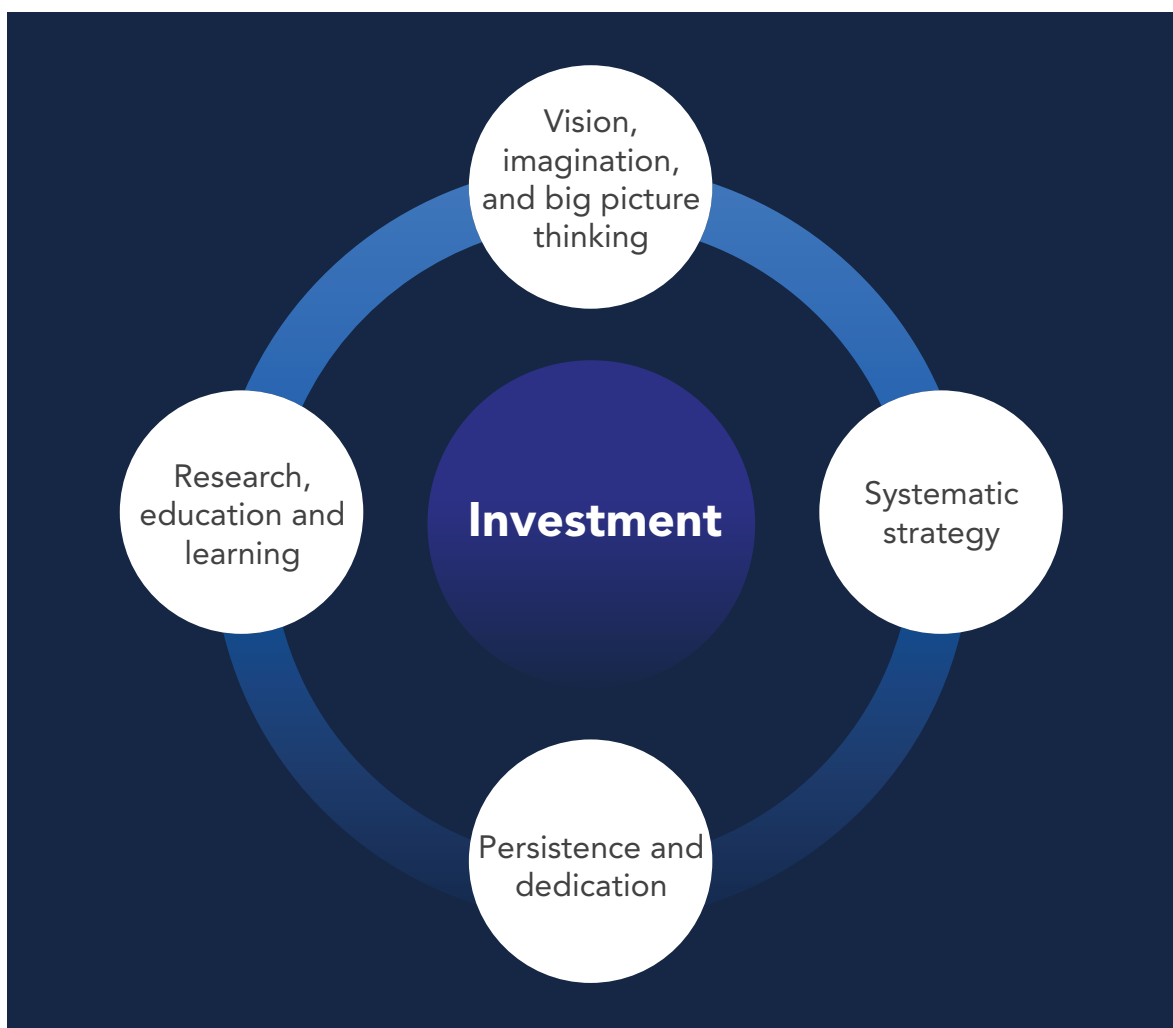 Vision,
imagination,
and big picture
thinking
Research,
education and
learning
Investment
Systematic
strategy
Persistence and
dedication